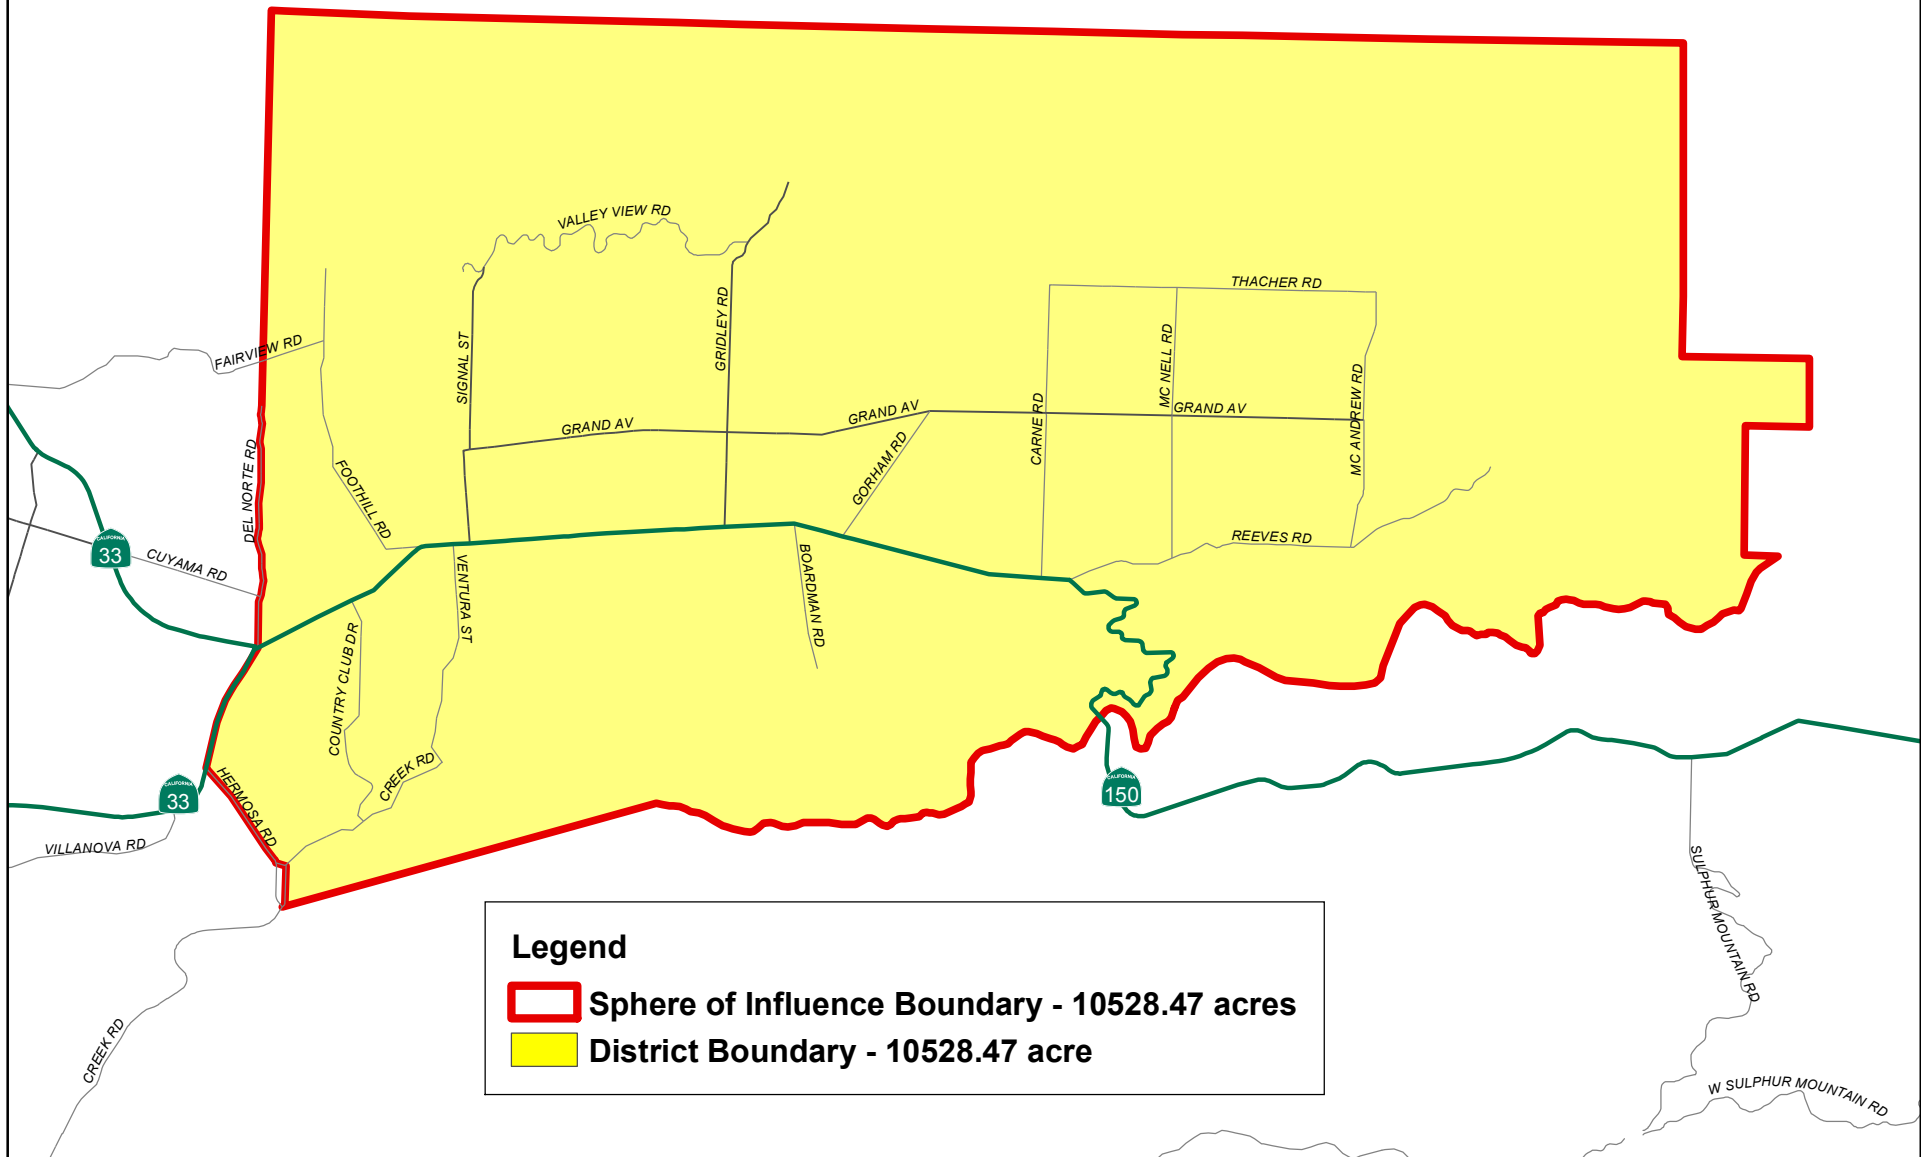 VALLEY VIEW RD
THACHER RD
FAIRVIEW RD
SIGNAL ST
GRIDLEY RD
MC NELL RD
MC ANDREW RD
CARNE RD
GRAND AV
GRAND AV
GRAND AV
GORHAM RD
DEL NORTE RD
FOOTHILL RD
CALIFORNIA
33
CUYAMA RD
REEVES RD
VENTURA ST
BOARDMAN RD
COUNTRY CLUB DR
CREEK RD
HERMOSA RD
CALIFORNIA
33
CALIFORNIA
150
VILLANOVA RD
SULPHUR MOUNTAIN RD
CREEK RD
W SULPHUR MOUNTAIN RD
Legend
Sphere of Influence Boundary - 10528.47 acres
District Boundary - 10528.47 acre